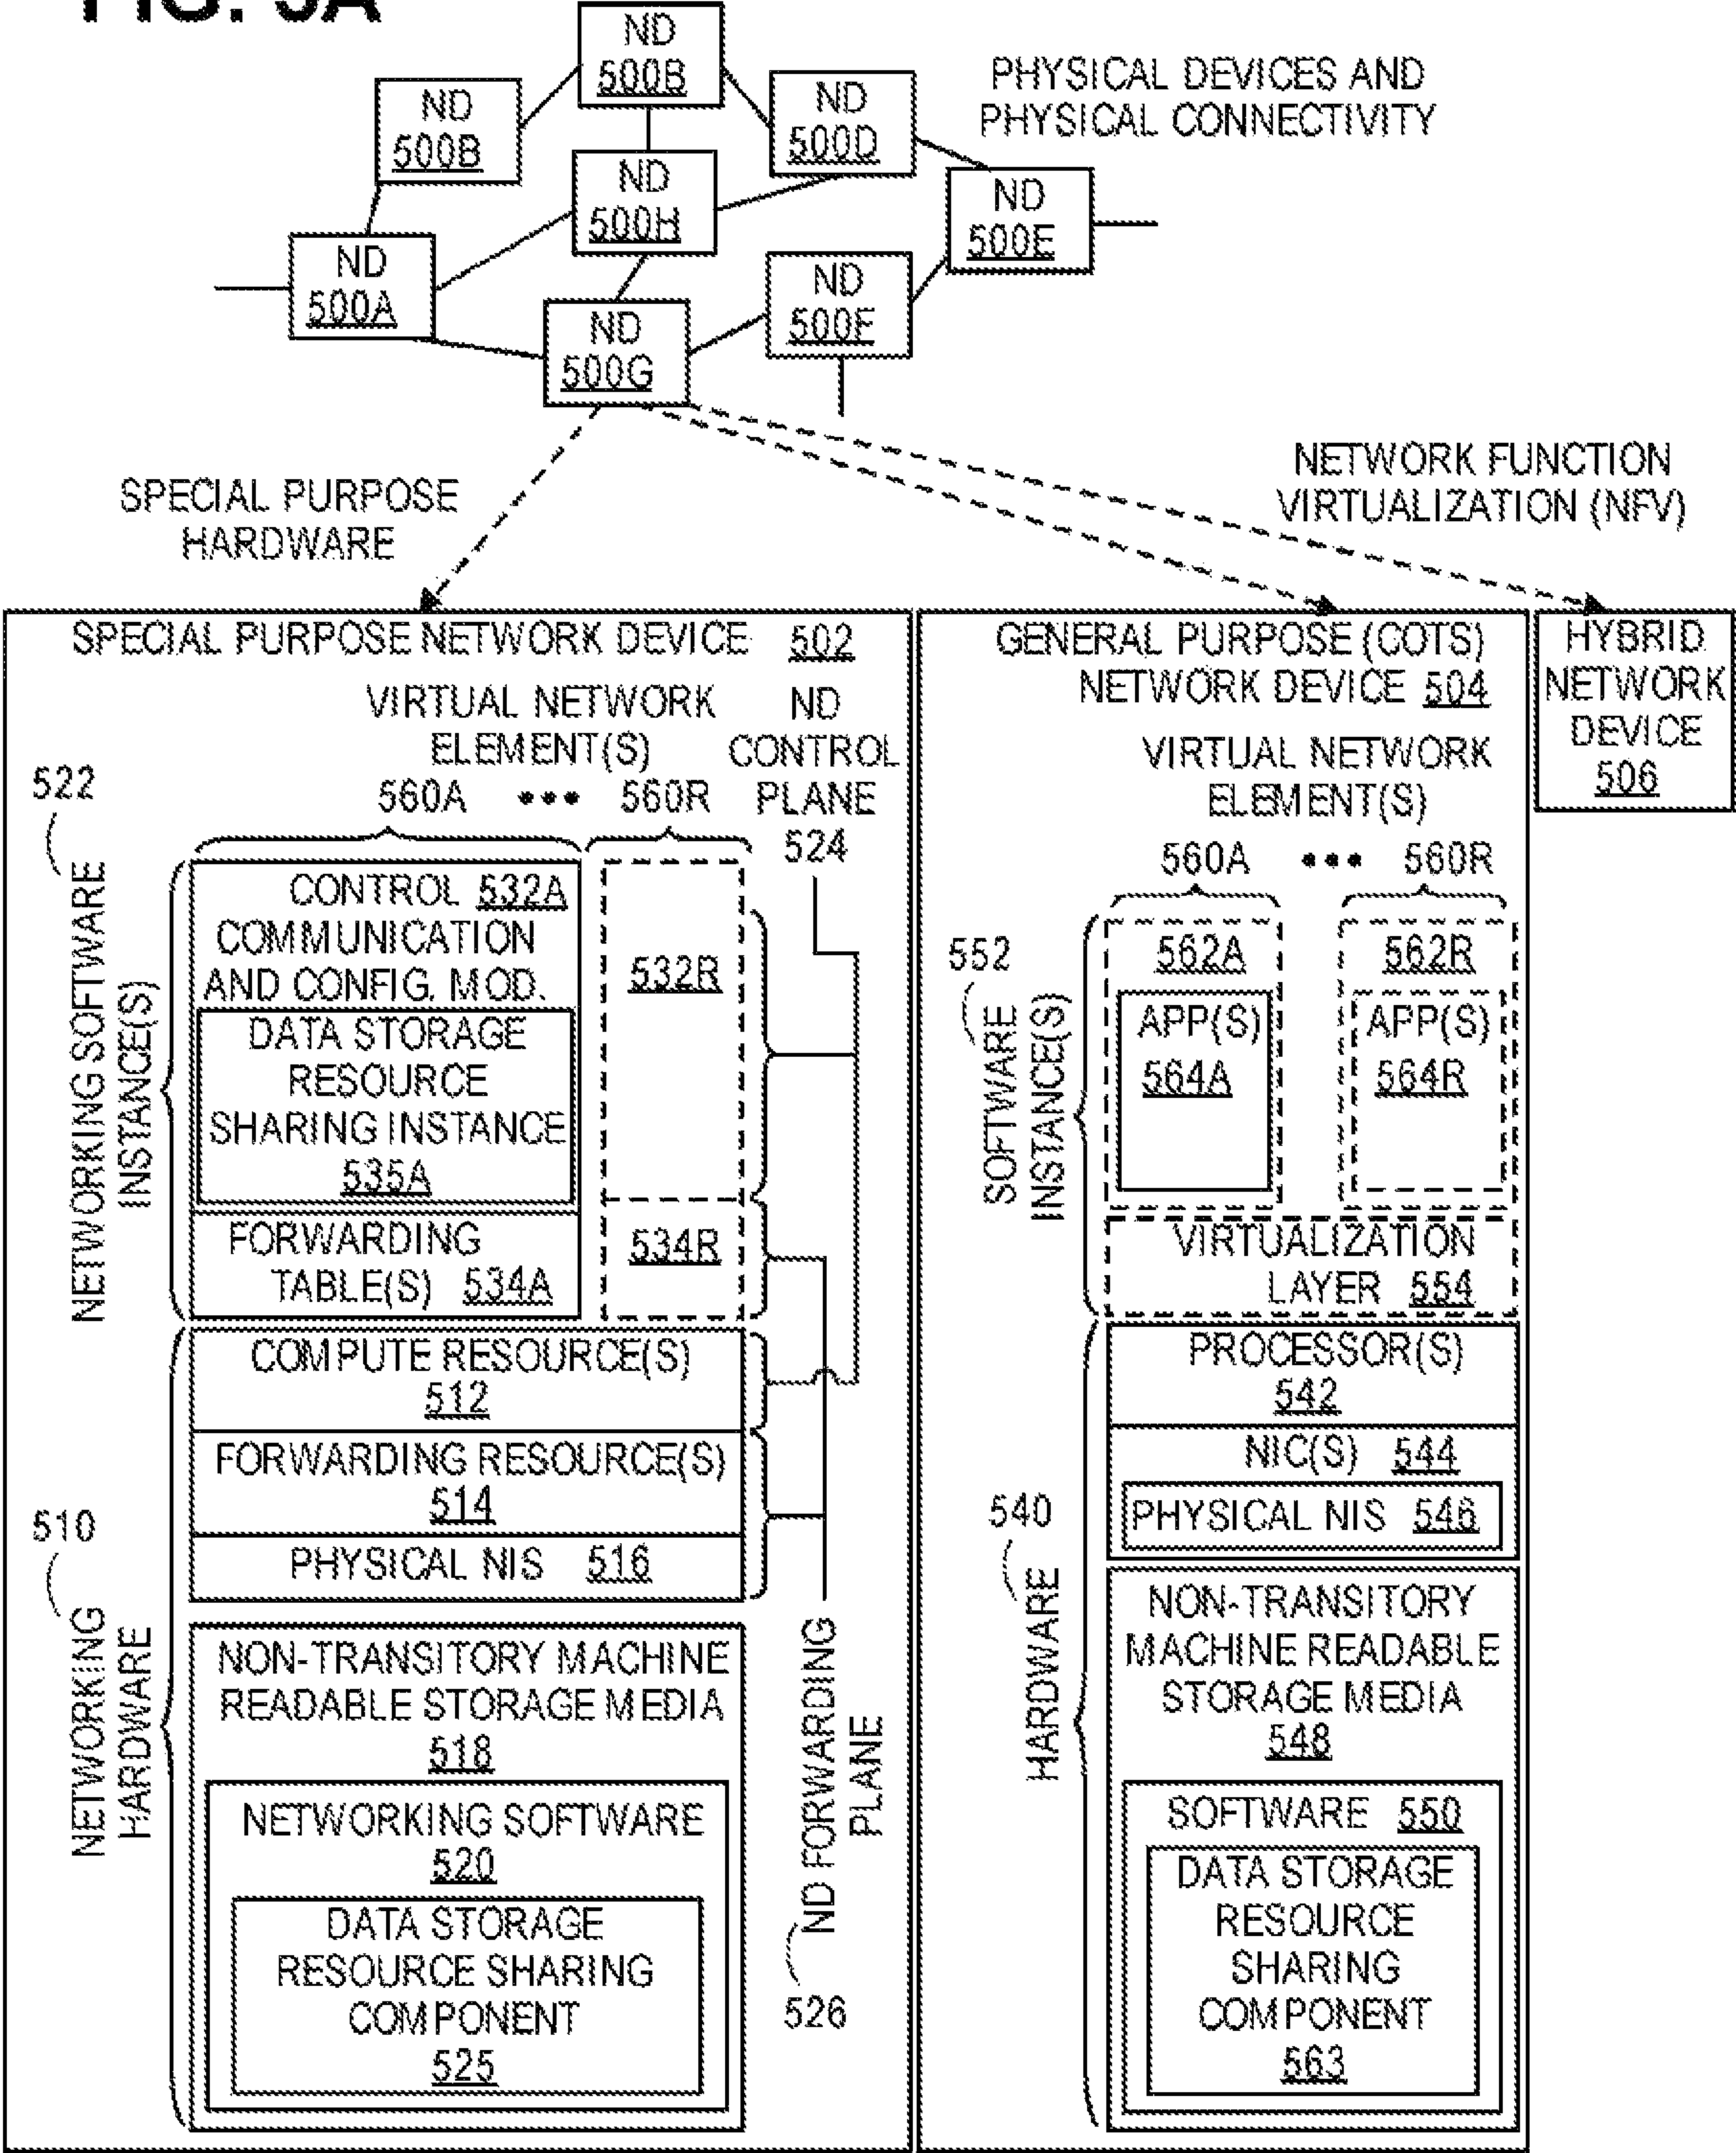 FIG. 5A
ND
500B
ND
500B
ND
500D
PHYSICAL DEVICES AND
PHYSICAL CONNECTIVITY
ND
500H
ND
500E
ND
500A
ND
500F
ND
500G
SPECIAL PURPOSE
HARDWARE
NETWORK FUNCTION
VIRTUALIZATION (NFV)
SPECIAL PURPOSE NETWORK DEVICE 502
VIRTUAL NETWORK
ELEMENT(S)
560A ••• 560R
ND
CONTROL
PLANE
524
522
NETWORKING SOFTWARE
INSTANCE(S)
CONTROL 532A
COMMUNICATION
AND CONFIG. MOD.
532R
DATA STORAGE
RESOURCE
SHARING INSTANCE
535A
FORWARDING
TABLE(S) 534A
534R
COMPUTE RESOURCE(S)
512
FORWARDING RESOURCE(S)
514
PHYSICAL NIS 516
510
NETWORKING
HARDWARE
NON-TRANSITORY MACHINE
READABLE STORAGE MEDIA
518
NETWORKING SOFTWARE
520
DATA STORAGE
RESOURCE SHARING
COMPONENT
525
ND FORWARDING
PLANE
526
GENERAL PURPOSE (COTS)
NETWORK DEVICE 504
VIRTUAL NETWORK
ELEMENT(S)
560A ••• 560R
552
SOFTWARE
INSTANCE(S)
562A
562R
APP(S)
564A
APP(S)
564R
VIRTUALIZATION
LAYER 554
PROCESSOR(S)
542
NIC(S) 544
PHYSICAL NIS 546
540
HARDWARE
NON-TRANSITORY
MACHINE READABLE
STORAGE MEDIA
548
SOFTWARE 550
DATA STORAGE
RESOURCE
SHARING
COMPONENT
563
HYBRID
NETWORK
DEVICE
506